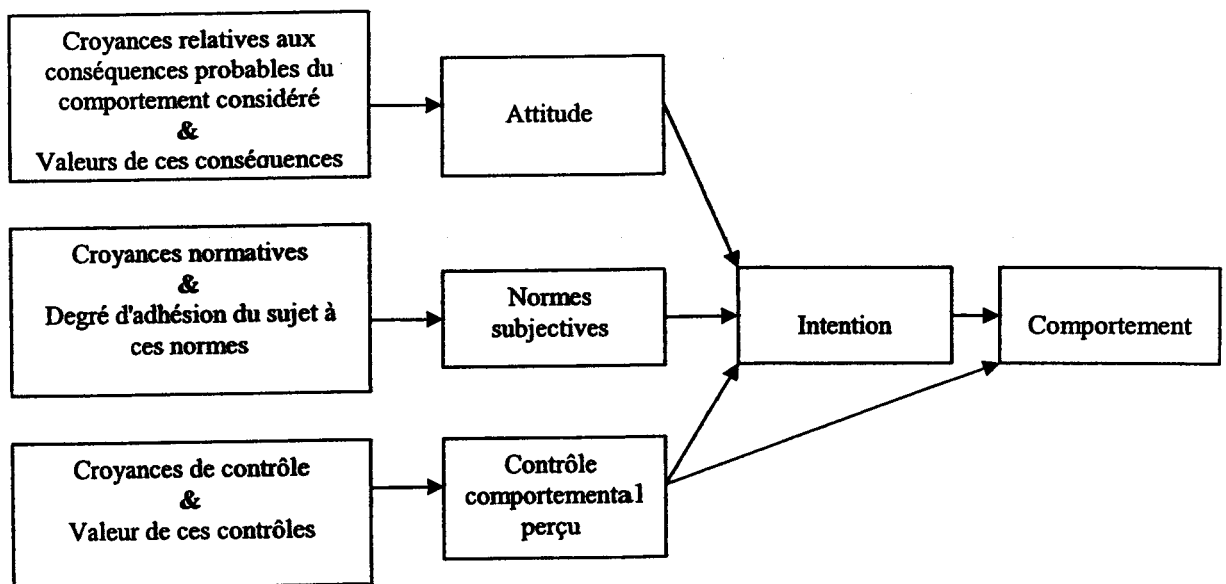 Croyances relatives aux
conséquences probables du
comportement considéré
&
Valeurs de ces conséquences
Attitude
Croyances normatives
&
Degré d'adhésion du sujet à
ces normes
Normes
subjectives
Intention
Comportement
Croyances de contrôle
&
Valeur de ces contrôles
Contrôle
comportemental
perçu